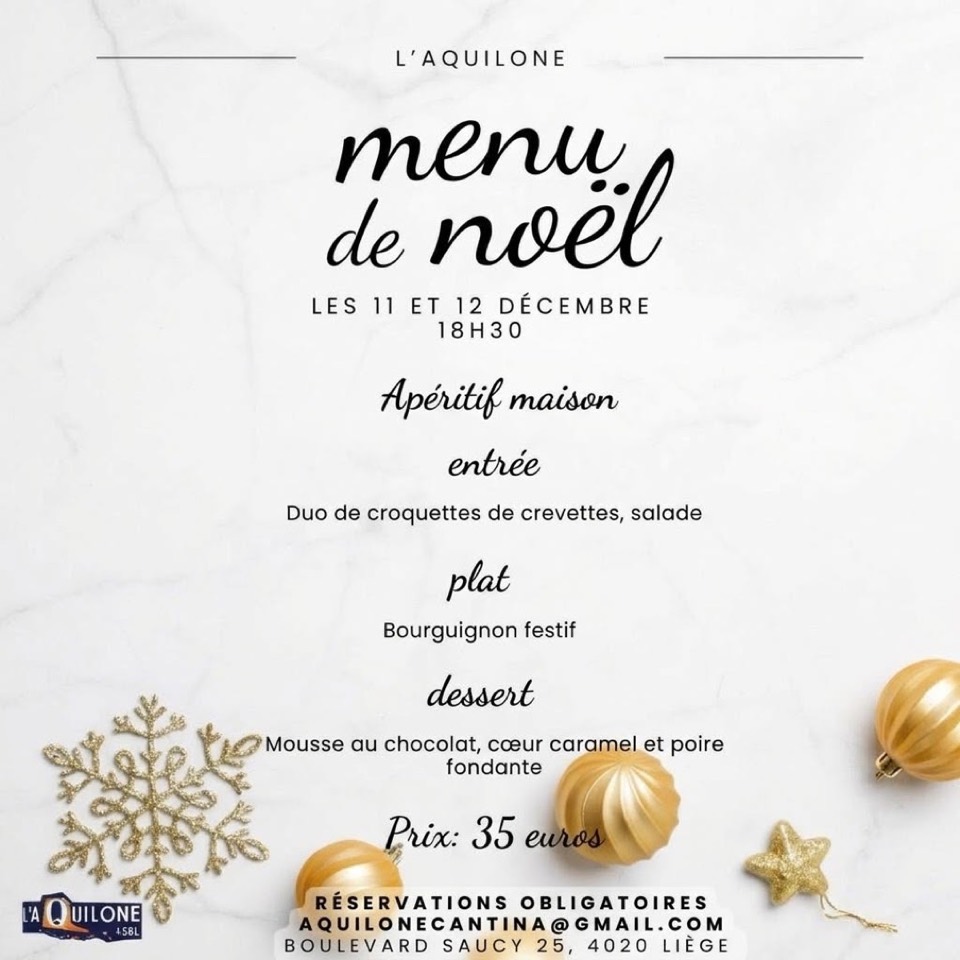 L’AQUILONE
menu
de noël
LES 11 ET 12 DÉCEMBRE
18H30
Apéritif maison
entrée
Duo de croquettes de crevettes, salade
plat
Bourguignon festif
dessert
Mousse au chocolat, cœur caramel et poire
fondante
Prix: 35 euros
L'AQUILONE
ASBL
RÉSERVATIONS OBLIGATOIRES
AQUILONECANTINA@GMAIL.COM
BOULEVARD SAUCY 25, 4020 LIÈGE